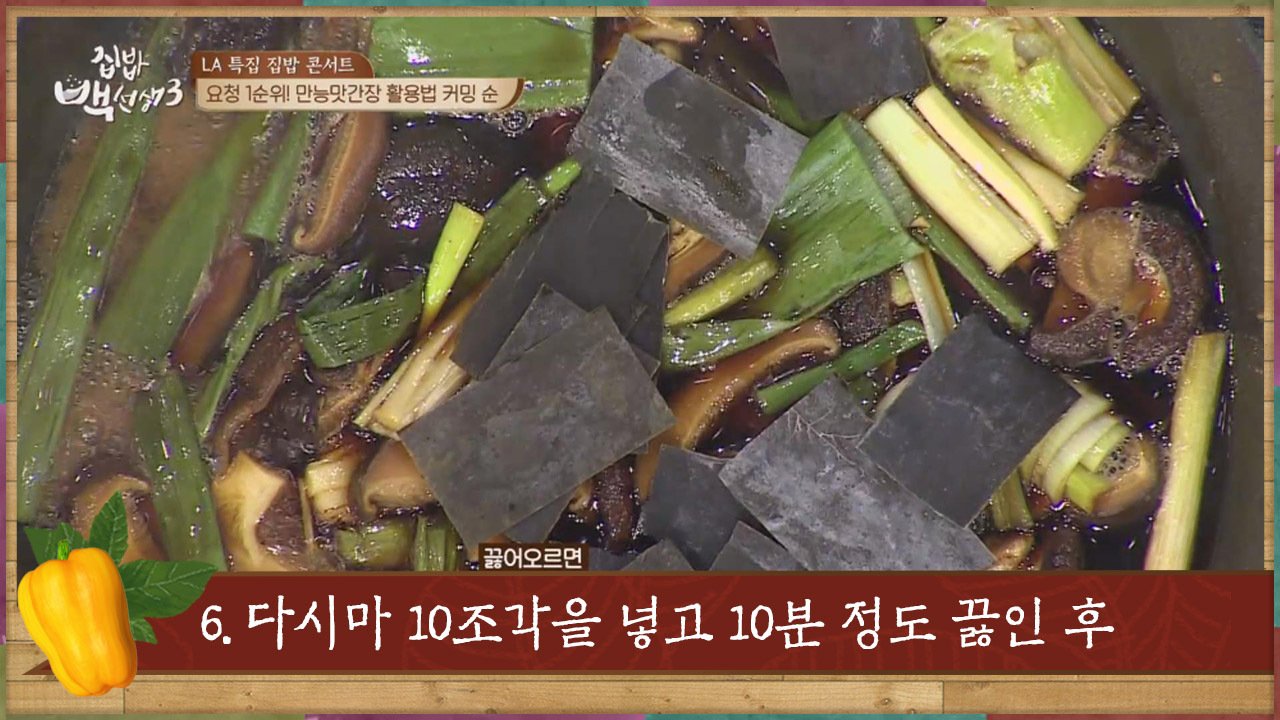 집밥
백선생3
LA 특집 집밥 콘서트
요청 1순위! 만능맛간장 활용법 커밍 순
끓어오르면
6. 다시마 10조각을 넣고 10분 정도 끓인 후